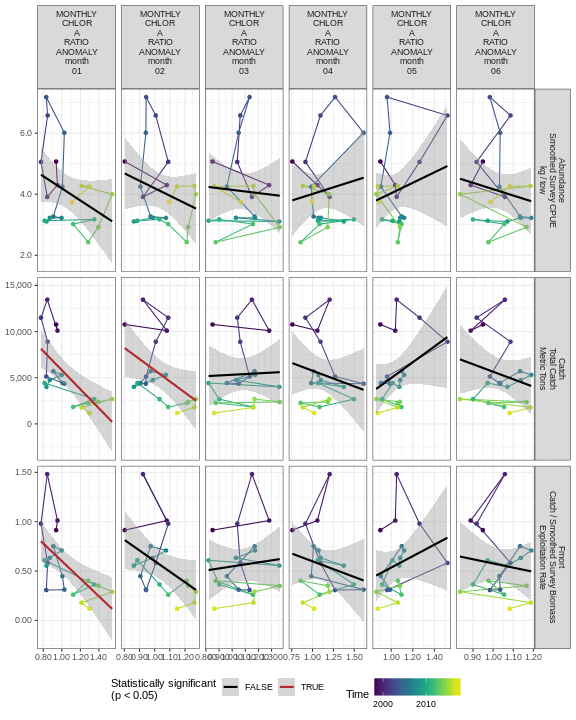 MONTHLY MONTHLY MONTHLY MONTHLY MONTHLY MONTHLY
CHLOR CHLOR CHLOR CHLOR CHLOR CHLOR
A A A A A A
RATIO RATIO RATIO RATIO RATIO RATIO
ANOMALY ANOMALY ANOMALY ANOMALY ANOMALY ANOMALY
month month month month month month
01 02 03 04 05 06
6.0
4.0
2.0
Abundance
Smoothed Survey CPUE
kg / tow
15,000
10,000
5,000
0
Catch
Total Catch
Metric Tons
1.50
1.00
0.50
0.00
Fmort
Catch / Smoothed Survey Biomass
Exploitation Rate
0.80 1.00 1.20 1.40
1.20
0.75 1.00 1.25 1.50
1.00 1.20 1.40
0.90 1.00 1.10 1.20
Statistically significant
(p < 0.05)
FALSE TRUE
Time
2000 2010